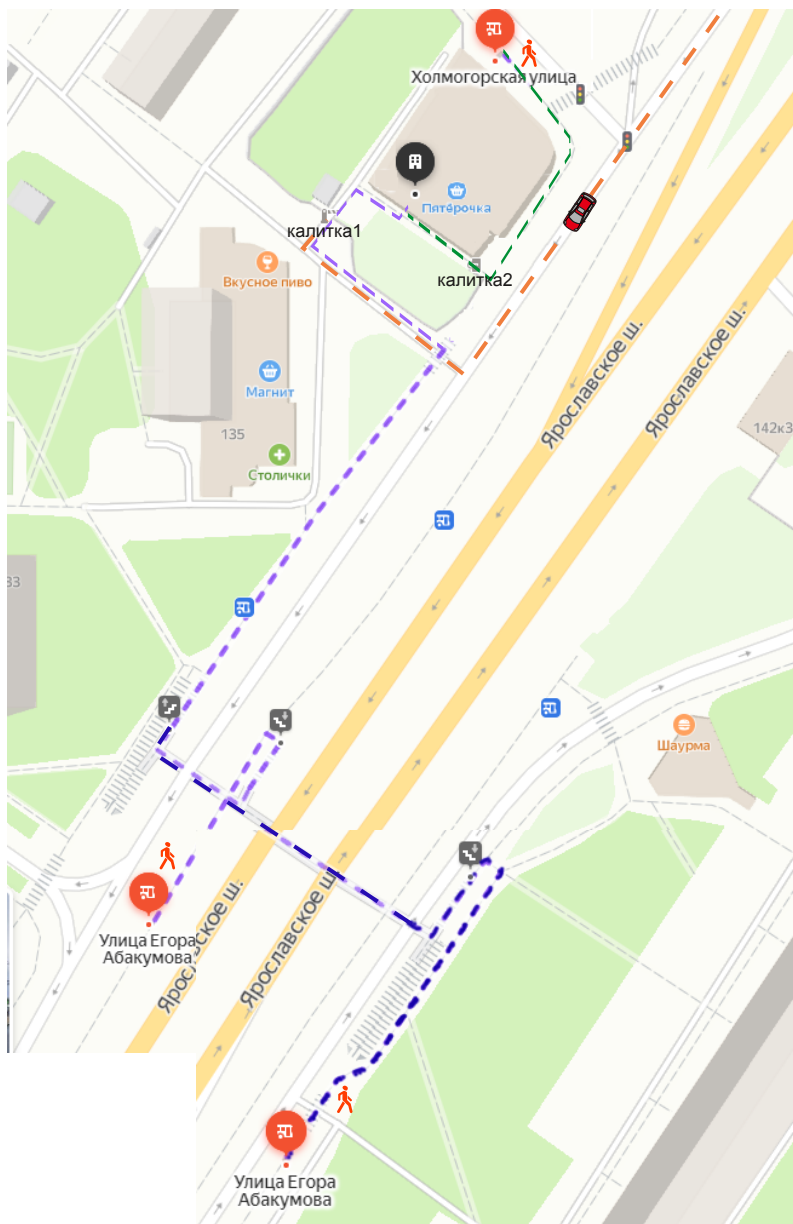 Холмогорская улица
Пятёрочка
калитка1
калитка2
Вкусное пиво
Ярославское ш.
Ярославское ш.
Магнит
135
142к3
Столички
33
Шаурма
Улица Егора
Абакумова
Ярославское ш.
Ярославское ш.
Улица Егора
Абакумова